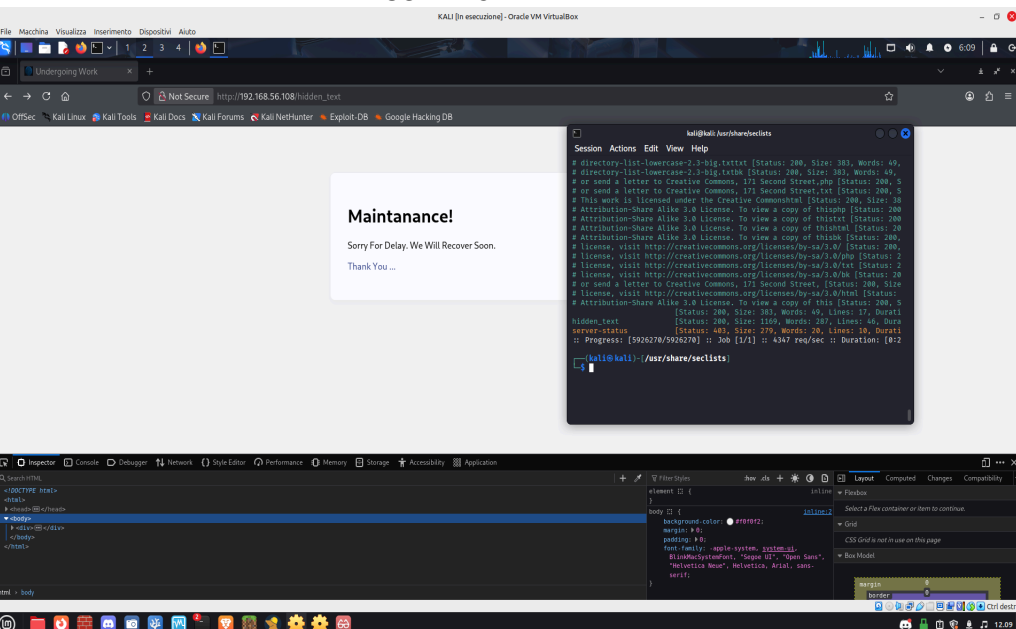 KALI [In esecuzione] - Oracle VM VirtualBox
File Macchina Visualizza Inserimento Dispositivi Aiuto
1 2 3 4
6:09
Undergoing Work
Not Secure http://192.168.56.108/hidden_text
OffSec Kali Linux Kali Tools Kali Docs Kali Forums Kali NetHunter Exploit-DB Google Hacking DB
Maintanance!
Sorry For Delay. We Will Recover Soon.
Thank You ...
kali@kali: /usr/share/seclists
Session Actions Edit View Help
# directory-list-lowercase-2.3-big.txttxt [Status: 200, Size: 383, Words: 49,
# directory-list-lowercase-2.3-big.txtbk [Status: 200, Size: 383, Words: 49,
# or send a letter to Creative Commons, 171 Second Street,php [Status: 200, S
# or send a letter to Creative Commons, 171 Second Street,txt [Status: 200, S
# This work is licensed under the Creative Commonshtml [Status: 200, Size: 38
# Attribution-Share Alike 3.0 License. To view a copy of thisphp [Status: 200
# Attribution-Share Alike 3.0 License. To view a copy of thistxt [Status: 200
# Attribution-Share Alike 3.0 License. To view a copy of thishtml [Status: 20
# Attribution-Share Alike 3.0 License. To view a copy of thisbk [Status: 200,
# license, visit http://creativecommons.org/licenses/by-sa/3.0/ [Status: 200,
# license, visit http://creativecommons.org/licenses/by-sa/3.0/php [Status: 2
# license, visit http://creativecommons.org/licenses/by-sa/3.0/txt [Status: 2
# license, visit http://creativecommons.org/licenses/by-sa/3.0/bk [Status: 20
# or send a letter to Creative Commons, 171 Second Street, [Status: 200, Size
# license, visit http://creativecommons.org/licenses/by-sa/3.0/html [Status:
# Attribution-Share Alike 3.0 License. To view a copy of this [Status: 200, S
[Status: 200, Size: 383, Words: 49, Lines: 17, Durati
hidden_text [Status: 200, Size: 1169, Words: 287, Lines: 46, Dura
server-status [Status: 403, Size: 279, Words: 20, Lines: 10, Durati
:: Progress: [5926270/5926270] :: Job [1/1] :: 4347 req/sec :: Duration: [0:2
(kali㉿kali)-[/usr/share/seclists]
$
Inspector Console Debugger Network Style Editor Performance Memory Storage Accessibility Application
Search HTML
<!DOCTYPE html>
<html>
<head></head>
<body>
<div></div>
</body>
</html>
html > body
Filter Styles :hov .cls
element { inline
}
body { inline:2
background-color: #f0f0f2;
margin: 0;
padding: 0;
font-family: -apple-system, system-ui,
BlinkMacSystemFont, "Segoe UI", "Open Sans",
"Helvetica Neue", Helvetica, Arial, sans-
serif;
}
Layout Computed Changes Compatibility
Flexbox
Select a Flex container or item to continue.
Grid
CSS Grid is not in use on this page
Box Model
margin 0
border 0
Ctrl destr
12.09